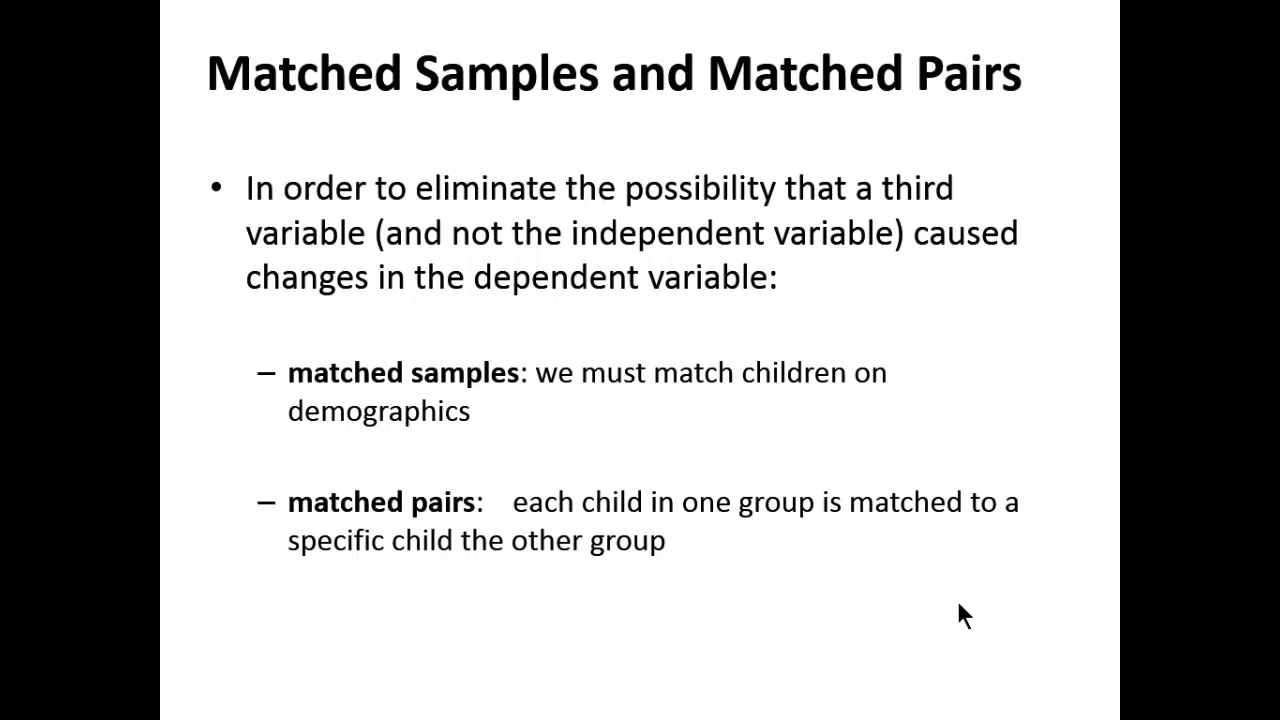 Matched Samples and Matched Pairs
• In order to eliminate the possibility that a third
variable (and not the independent variable) caused
changes in the dependent variable:
– matched samples: we must match children on
demographics
– matched pairs: each child in one group is matched to a
specific child the other group